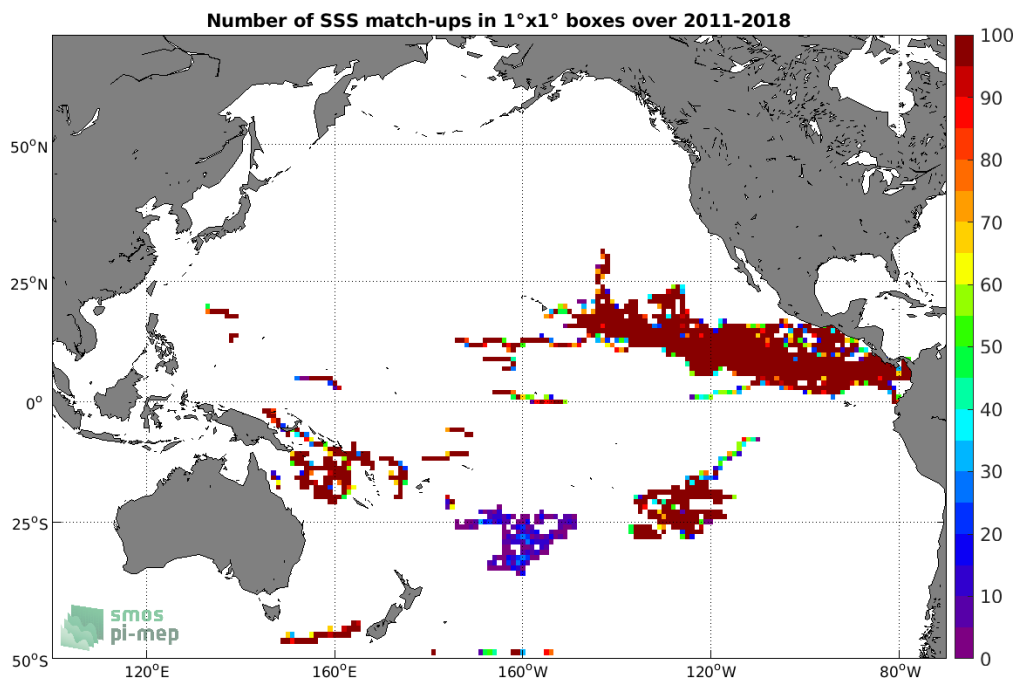 Number of SSS match-ups in 1°x1° boxes over 2011-2018
50°N
25°N
0°
25°S
50°S
120°E
160°E
160°W
120°W
80°W
100
90
80
70
60
50
40
30
20
10
0
smos
pi-mep